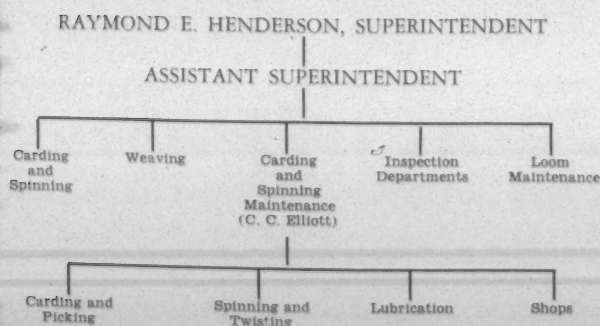 RAYMOND E. HENDERSON, SUPERINTENDENT
ASSISTANT SUPERINTENDENT
Carding
and
Spinning
Weaving
Carding
and
Spinning
Maintenance
(C. C. Elliott)
Inspection
Departments
Loom
Maintenance
Carding and
Picking
Spinning and
Twisting
Lubrication
Shops